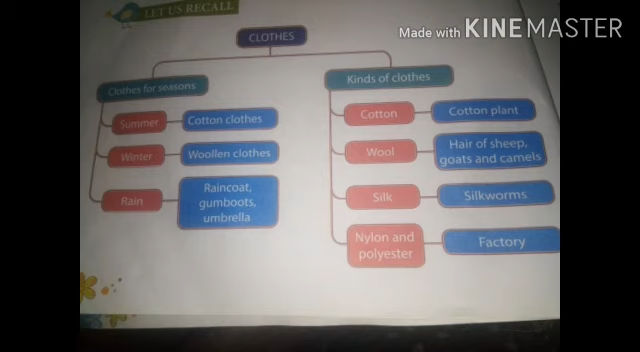 LET US RECALL
Made with KINEMASTER
CLOTHES
Clothes for seasons
Summer
Cotton clothes
Winter
Woollen clothes
Rain
Raincoat,
gumboots,
umbrella
Kinds of clothes
Cotton
Cotton plant
Wool
Hair of sheep,
goats and camels
Silk
Silkworms
Nylon and
polyester
Factory